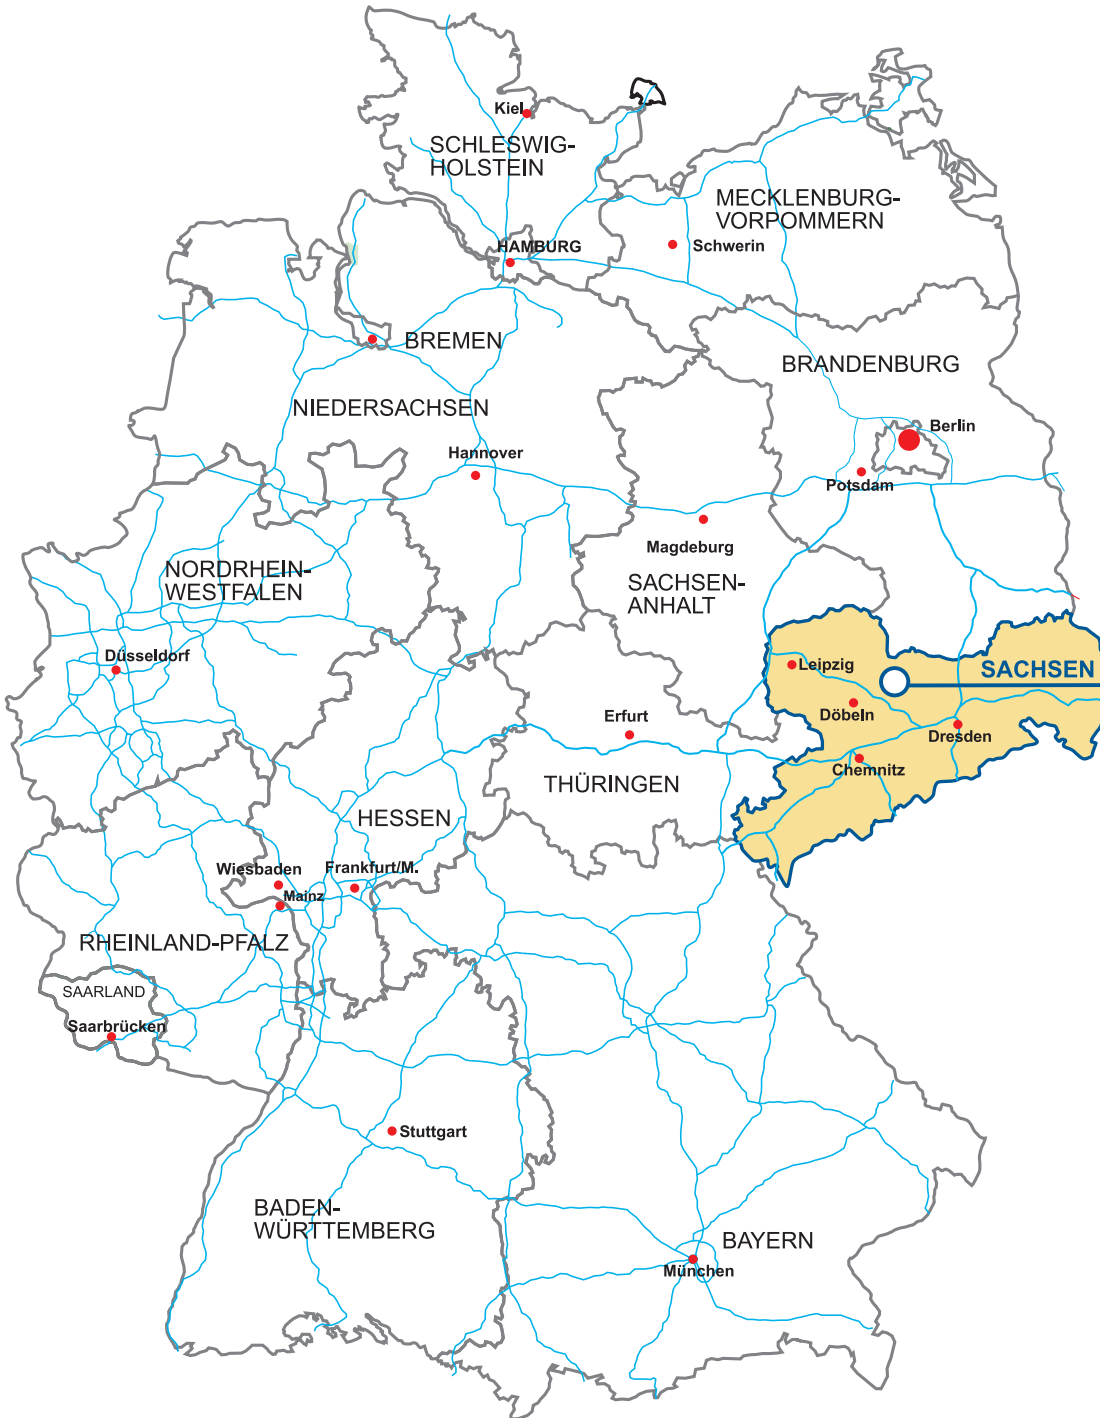 Kiel
SCHLESWIG-
HOLSTEIN
MECKLENBURG-
VORPOMMERN
Schwerin
HAMBURG
BREMEN
BRANDENBURG
NIEDERSACHSEN
Berlin
Hannover
Potsdam
Magdeburg
NORDRHEIN-
WESTFALEN
SACHSEN-
ANHALT
Düsseldorf
Leipzig
SACHSEN
Döbeln
Erfurt
Dresden
Chemnitz
THÜRINGEN
HESSEN
Wiesbaden
Frankfurt/M.
Mainz
RHEINLAND-PFALZ
SAARLAND
Saarbrücken
Stuttgart
BADEN-
WÜRTTEMBERG
BAYERN
München